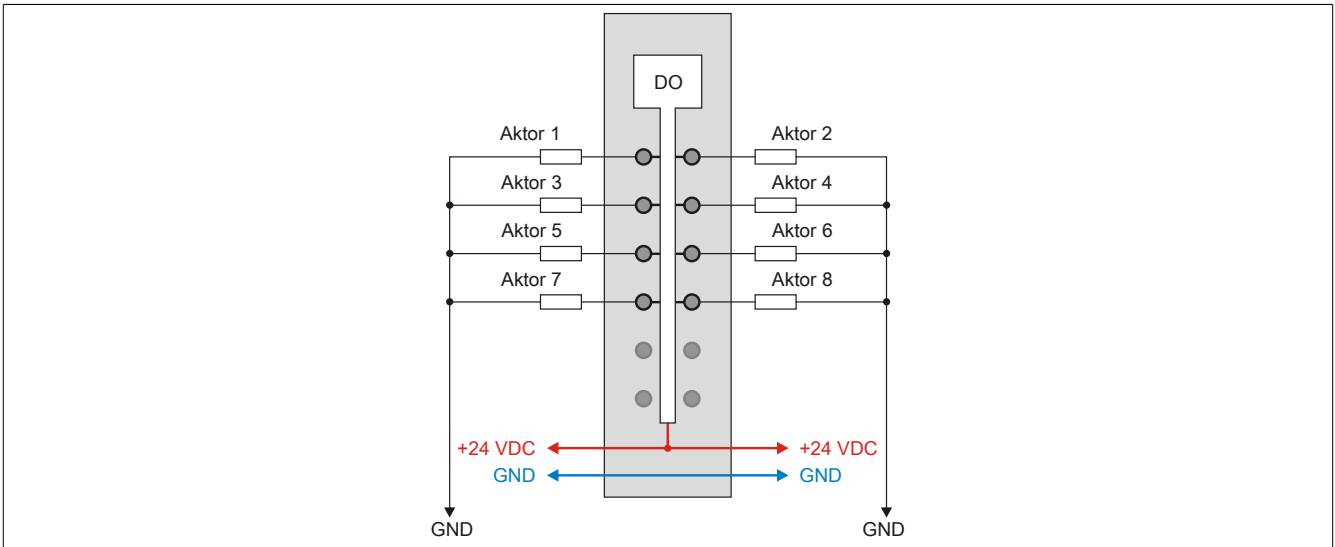 DO
Aktor 1
Aktor 2
Aktor 3
Aktor 4
Aktor 5
Aktor 6
Aktor 7
Aktor 8
+24 VDC
+24 VDC
GND
GND
GND
GND